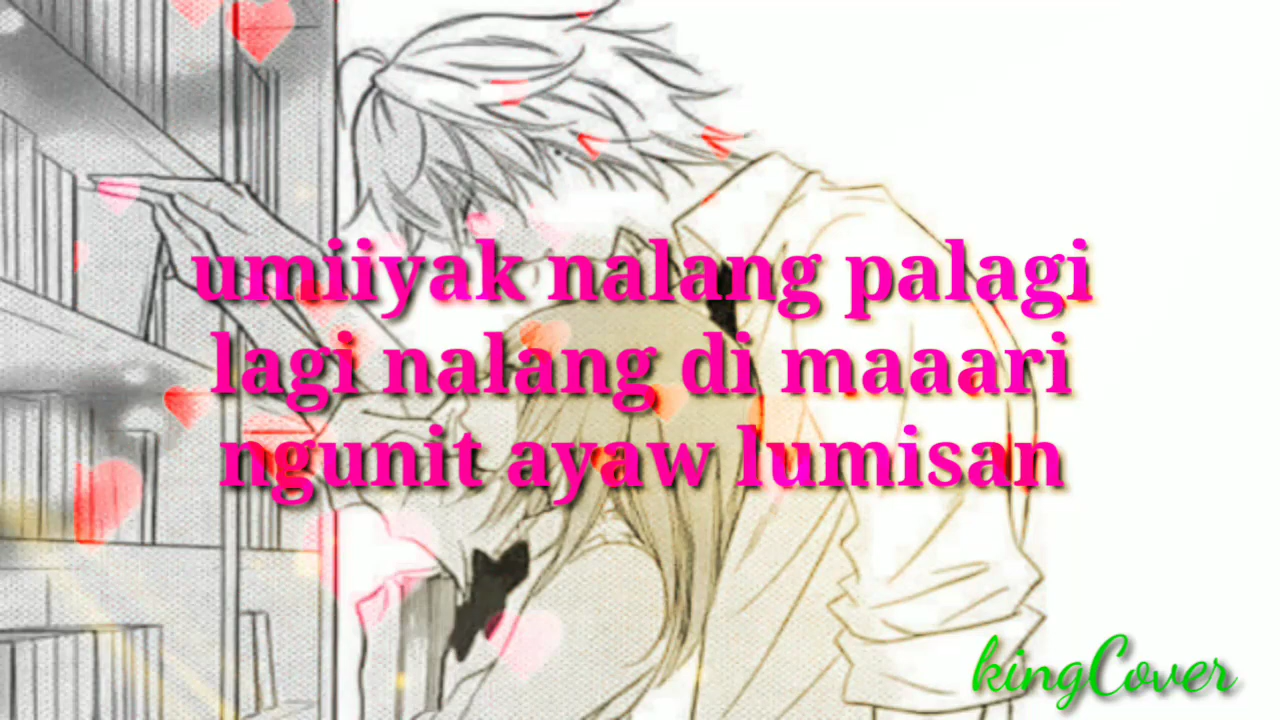 umiiyak nalang palagi
lagi nalang di maaari
ngunit ayaw lumisan
kingCover